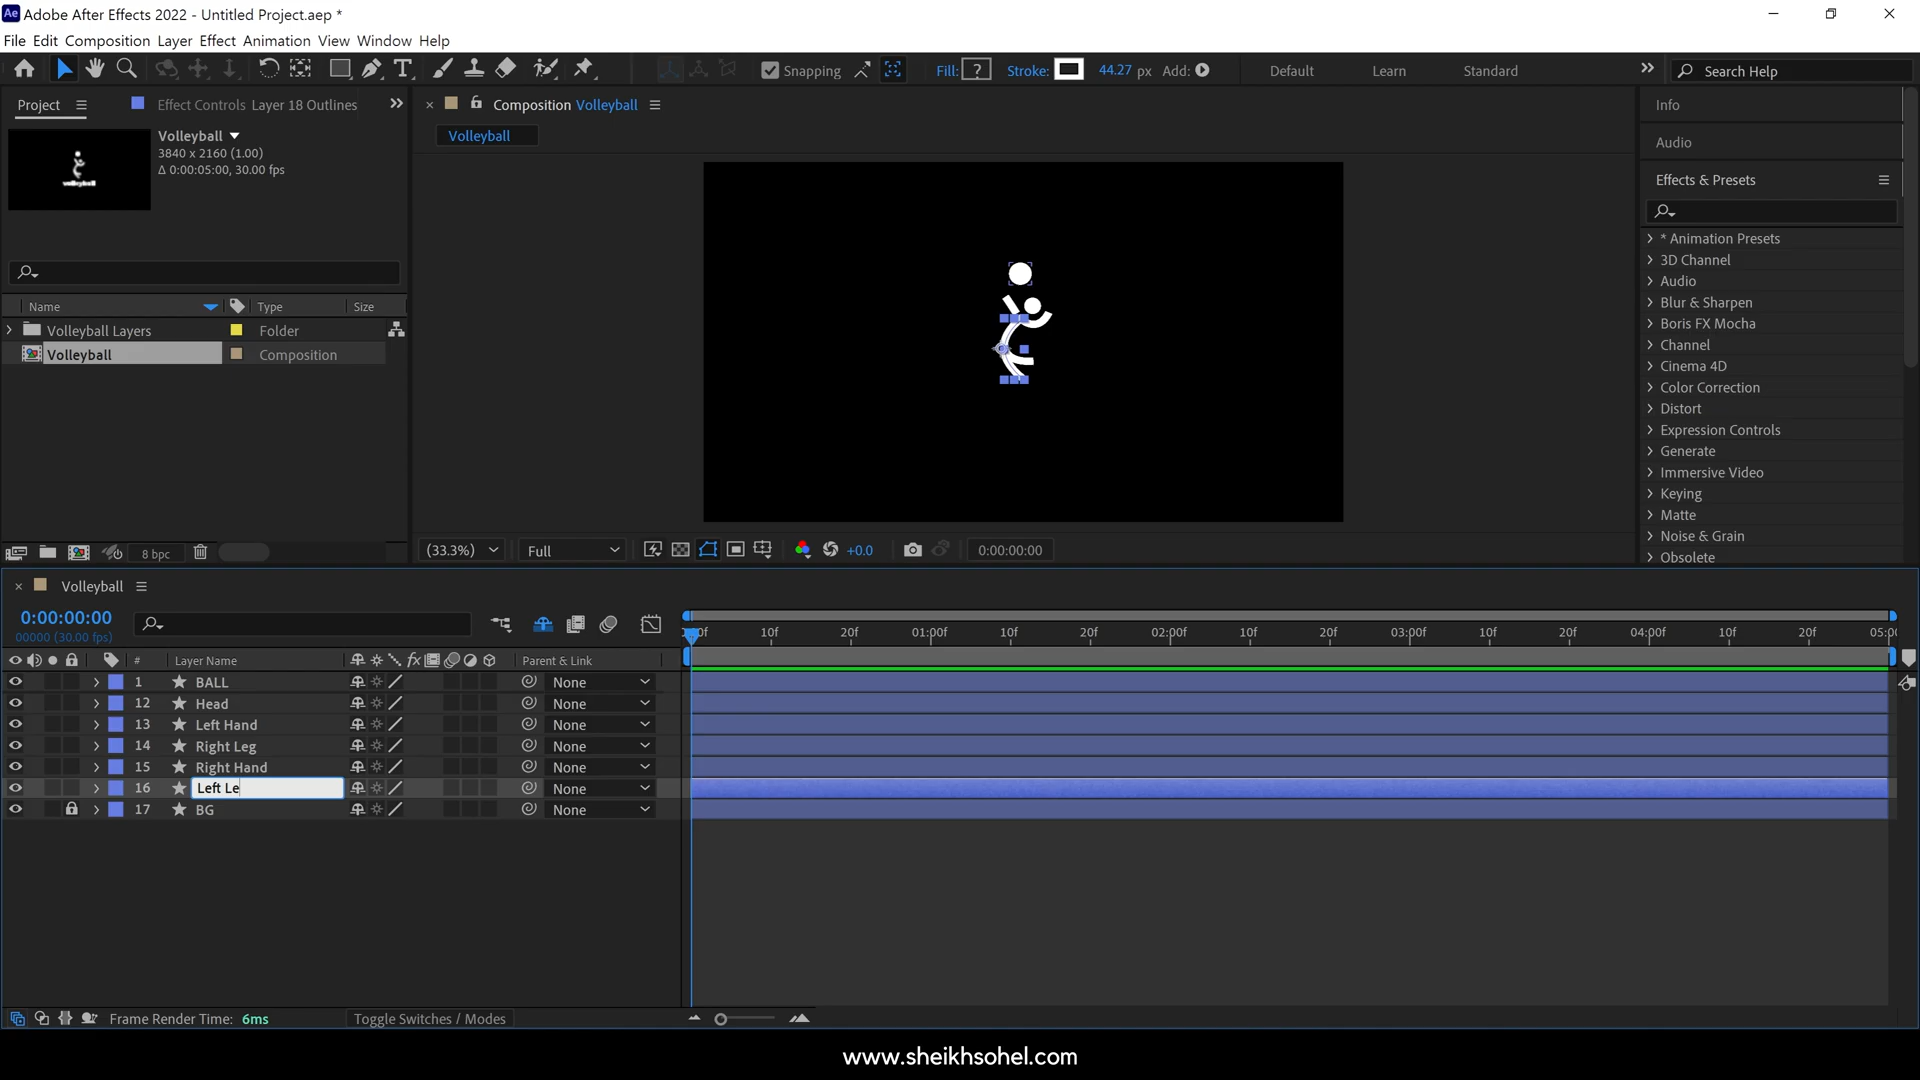 Adobe After Effects 2022 - Untitled Project.aep *
File Edit Composition Layer Effect Animation View Window Help
Snapping
Fill: ?
Stroke:
44.27 px
Add:
Default
Learn
Standard
Search Help
Project
Effect Controls Layer 18 Outlines
Composition Volleyball
Volleyball
Volleyball
3840 x 2160 (1.00)
Δ 0:00:05:00, 30.00 fps
Name
Type
Size
Volleyball Layers
Folder
Volleyball
Composition
8 bpc
(33.3%)
Full
+0.0
0:00:00:00
Info
Audio
Effects & Presets
* Animation Presets
3D Channel
Audio
Blur & Sharpen
Boris FX Mocha
Channel
Cinema 4D
Color Correction
Distort
Expression Controls
Generate
Immersive Video
Keying
Matte
Noise & Grain
Obsolete
Volleyball
0:00:00:00
00000 (30.00 fps)
10f 20f 01:00f 10f 20f 02:00f 10f 20f 03:00f 10f 20f 04:00f 10f 20f
# Layer Name fx Parent & Link
1 BALL None
12 Head None
13 Left Hand None
14 Right Leg None
15 Right Hand None
16 Left Le None
17 BG None
Frame Render Time: 6ms
Toggle Switches / Modes
www.sheikhsohel.com